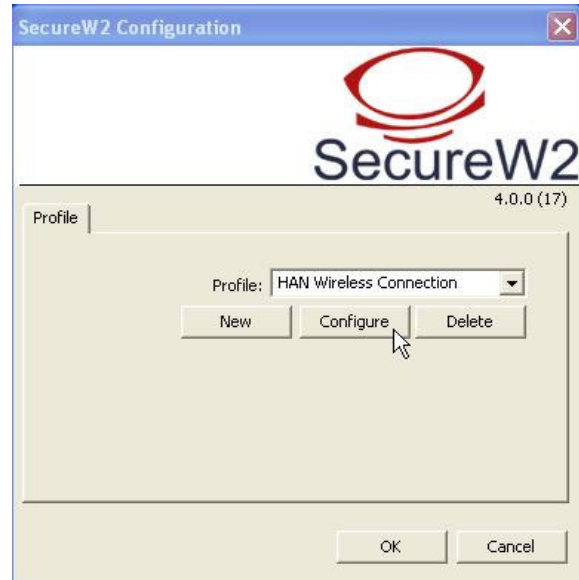 SecureW2 Configuration
SecureW2
4.0.0 (17)
Profile
Profile: HAN Wireless Connection
New Configure Delete
OK Cancel